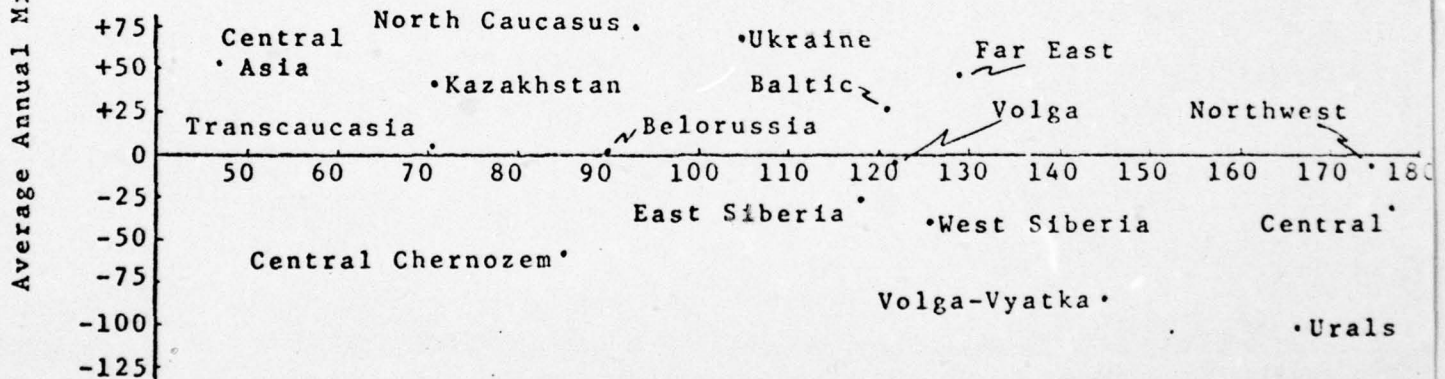 Average Annual
+75
+50
+25
0
-25
-50
-75
-100
-125
North Caucasus
Central
Asia
Ukraine
Far East
Kazakhstan
Baltic
Volga
Northwest
Transcaucasia
Belorussia
50 60 70 80 90 100 110 120 130 140 150 160 170 180
East Siberia
West Siberia
Central
Central Chernozem
Volga-Vyatka
Urals